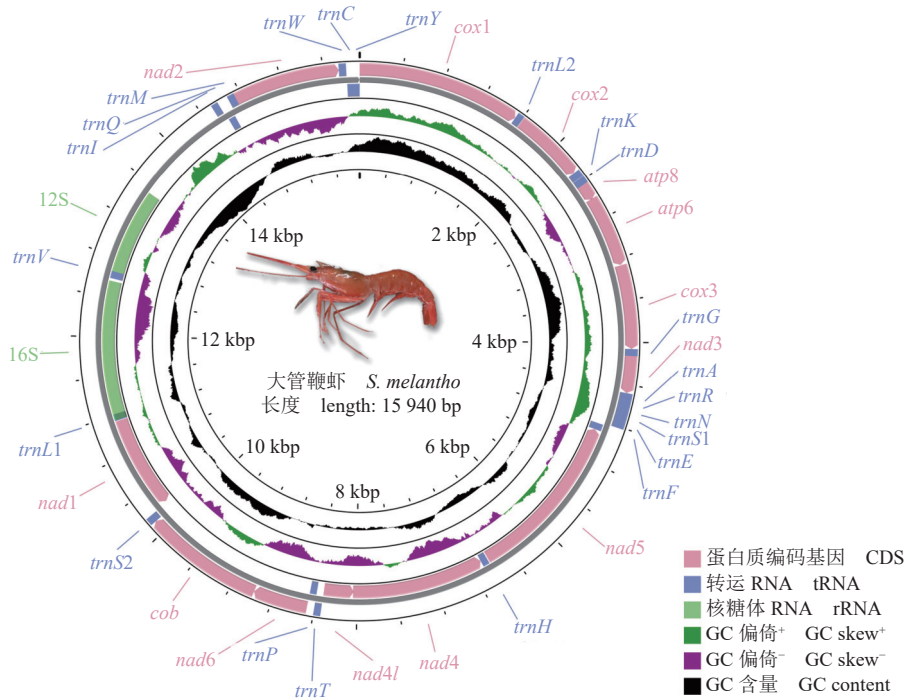 trnY
cox1
trnL2
cox2
trnK
trnD
atp8
atp6
cox3
trnG
nad3
trnA
trnR
trnN
trnS1
trnE
trnF
nad5
trnH
nad4
nad4l
trnT
trnP
nad6
cob
trnS2
nad1
trnL1
16S
trnV
12S
trnI
trnQ
trnM
nad2
trnW
trnC
2 kbp
4 kbp
6 kbp
8 kbp
10 kbp
12 kbp
14 kbp
大管鞭虾 S. melantho
长度 length: 15 940 bp
蛋白质编码基因 CDS
转运 RNA tRNA
核糖体 RNA rRNA
GC 偏倚⁺ GC skew⁺
GC 偏倚⁻ GC skew⁻
GC 含量 GC content